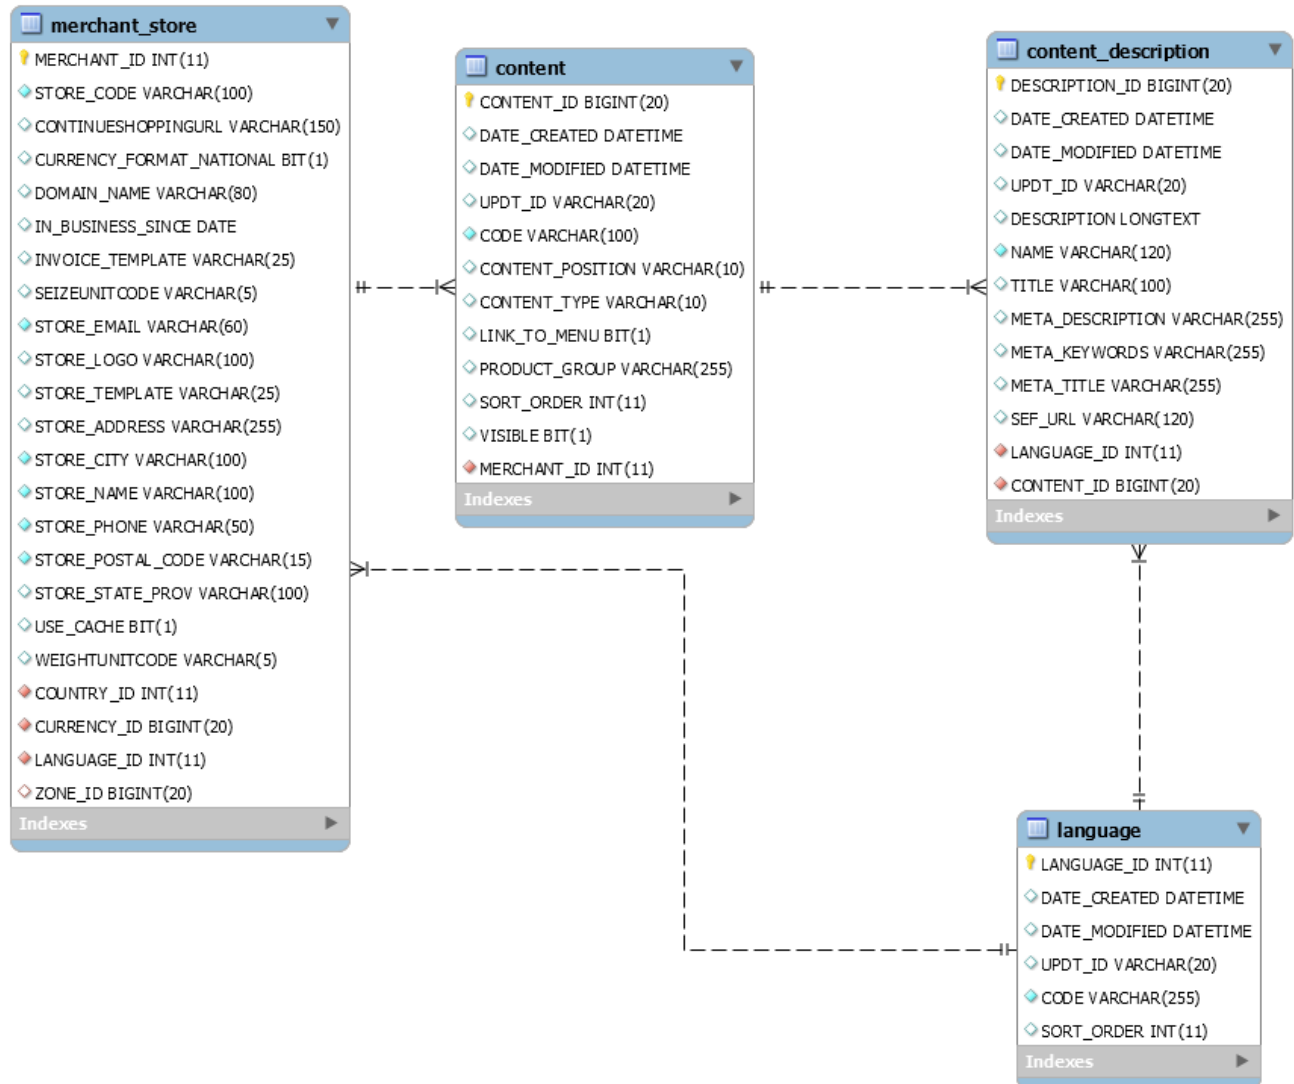 merchant_store
MERCHANT_ID INT(11)
STORE_CODE VARCHAR(100)
CONTINUESHOPPINGURL VARCHAR(150)
CURRENCY_FORMAT_NATIONAL BIT(1)
DOMAIN_NAME VARCHAR(80)
IN_BUSINESS_SINCE DATE
INVOICE_TEMPLATE VARCHAR(25)
SEIZEUNITCODE VARCHAR(5)
STORE_EMAIL VARCHAR(60)
STORE_LOGO VARCHAR(100)
STORE_TEMPLATE VARCHAR(25)
STORE_ADDRESS VARCHAR(255)
STORE_CITY VARCHAR(100)
STORE_NAME VARCHAR(100)
STORE_PHONE VARCHAR(50)
STORE_POSTAL_CODE VARCHAR(15)
STORE_STATE_PROV VARCHAR(100)
USE_CACHE BIT(1)
WEIGHTUNITCODE VARCHAR(5)
COUNTRY_ID INT(11)
CURRENCY_ID BIGINT(20)
LANGUAGE_ID INT(11)
ZONE_ID BIGINT(20)
Indexes
content
CONTENT_ID BIGINT(20)
DATE_CREATED DATETIME
DATE_MODIFIED DATETIME
UPDT_ID VARCHAR(20)
CODE VARCHAR(100)
CONTENT_POSITION VARCHAR(10)
CONTENT_TYPE VARCHAR(10)
LINK_TO_MENU BIT(1)
PRODUCT_GROUP VARCHAR(255)
SORT_ORDER INT(11)
VISIBLE BIT(1)
MERCHANT_ID INT(11)
Indexes
content_description
DESCRIPTION_ID BIGINT(20)
DATE_CREATED DATETIME
DATE_MODIFIED DATETIME
UPDT_ID VARCHAR(20)
DESCRIPTION LONGTEXT
NAME VARCHAR(120)
TITLE VARCHAR(100)
META_DESCRIPTION VARCHAR(255)
META_KEYWORDS VARCHAR(255)
META_TITLE VARCHAR(255)
SEF_URL VARCHAR(120)
LANGUAGE_ID INT(11)
CONTENT_ID BIGINT(20)
Indexes
language
LANGUAGE_ID INT(11)
DATE_CREATED DATETIME
DATE_MODIFIED DATETIME
UPDT_ID VARCHAR(20)
CODE VARCHAR(255)
SORT_ORDER INT(11)
Indexes